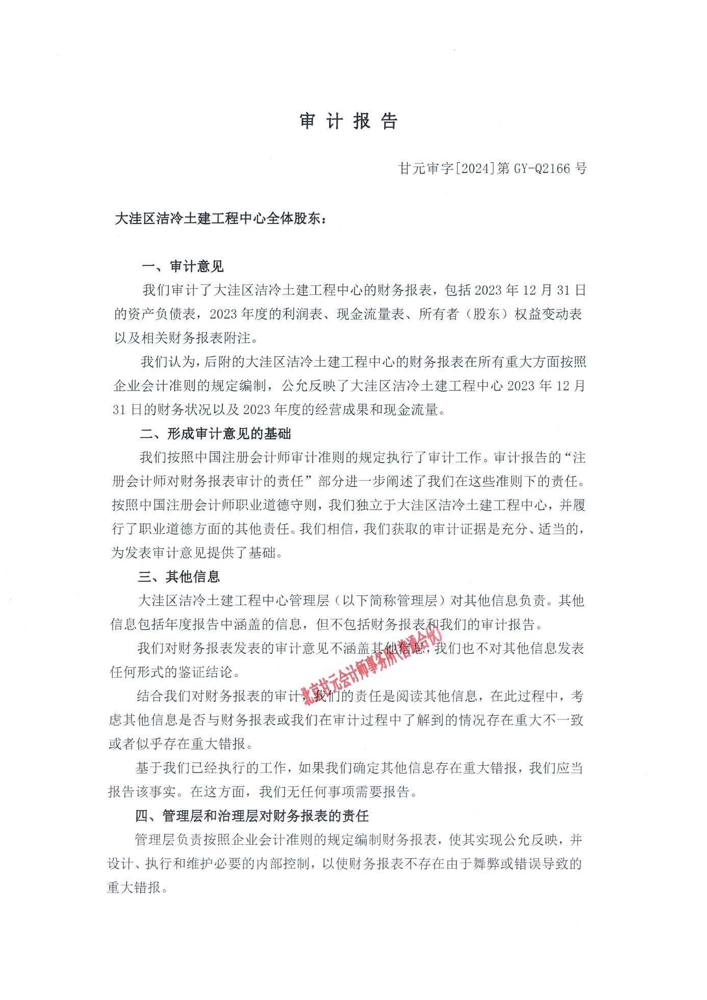 审 计 报 告
甘元审字[2024]第 GY-Q2166 号
大洼区洁冷土建工程中心全体股东：
一、审计意见
我们审计了大洼区洁冷土建工程中心的财务报表，包括 2023 年 12 月 31 日
的资产负债表，2023 年度的利润表、现金流量表、所有者（股东）权益变动表
以及相关财务报表附注。
我们认为，后附的大洼区洁冷土建工程中心的财务报表在所有重大方面按照
企业会计准则的规定编制，公允反映了大洼区洁冷土建工程中心 2023 年 12 月
31 日的财务状况以及 2023 年度的经营成果和现金流量。
二、形成审计意见的基础
我们按照中国注册会计师审计准则的规定执行了审计工作。审计报告的“注
册会计师对财务报表审计的责任”部分进一步阐述了我们在这些准则下的责任。
按照中国注册会计师职业道德守则，我们独立于大洼区洁冷土建工程中心，并履
行了职业道德方面的其他责任。我们相信，我们获取的审计证据是充分、适当的，
为发表审计意见提供了基础。
三、其他信息
大洼区洁冷土建工程中心管理层（以下简称管理层）对其他信息负责。其他
信息包括年度报告中涵盖的信息，但不包括财务报表和我们的审计报告。
我们对财务报表发表的审计意见不涵盖其他信息，我们也不对其他信息发表
任何形式的鉴证结论。
北京甘元会计师事务所(普通合伙)
结合我们对财务报表的审计，我们的责任是阅读其他信息，在此过程中，考
虑其他信息是否与财务报表或我们在审计过程中了解到的情况存在重大不一致
或者似乎存在重大错报。
基于我们已经执行的工作，如果我们确定其他信息存在重大错报，我们应当
报告该事实。在这方面，我们无任何事项需要报告。
四、管理层和治理层对财务报表的责任
管理层负责按照企业会计准则的规定编制财务报表，使其实现公允反映，并
设计、执行和维护必要的内部控制，以使财务报表不存在由于舞弊或错误导致的
重大错报。